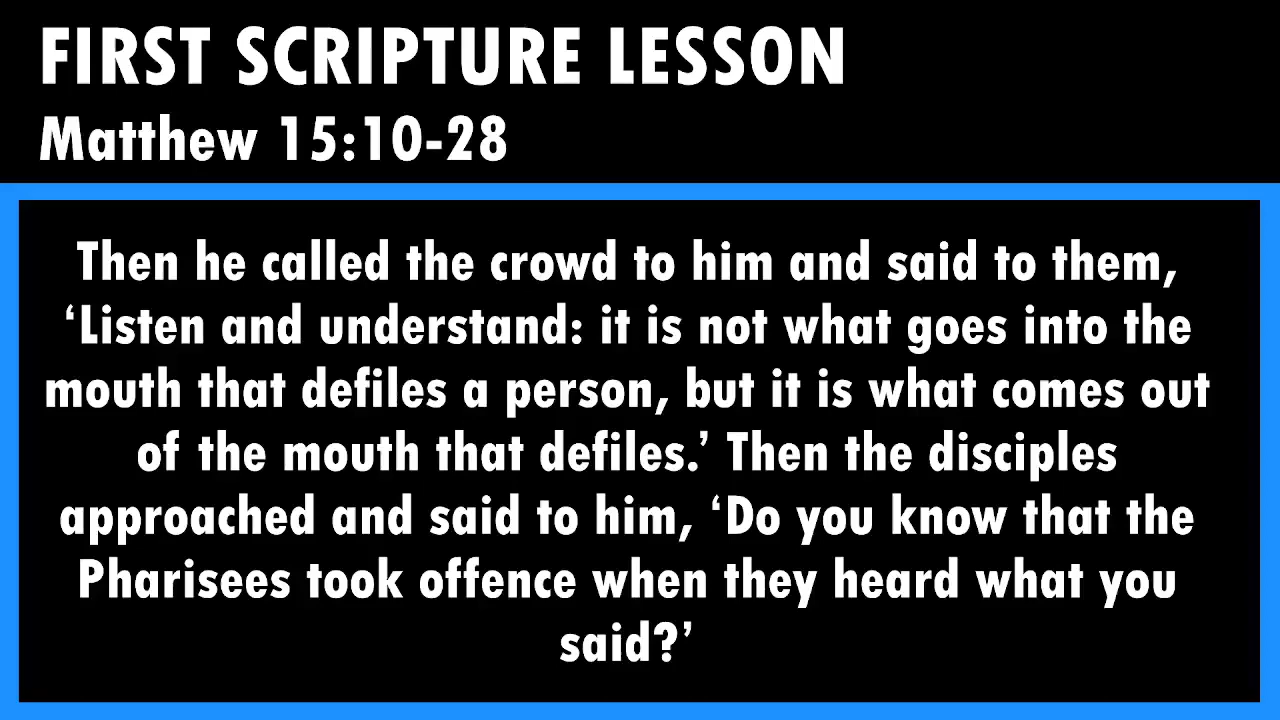 FIRST SCRIPTURE LESSON
Matthew 15:10-28
Then he called the crowd to him and said to them,
‘Listen and understand: it is not what goes into the
mouth that defiles a person, but it is what comes out
of the mouth that defiles.’ Then the disciples
approached and said to him, ‘Do you know that the
Pharisees took offence when they heard what you
said?’